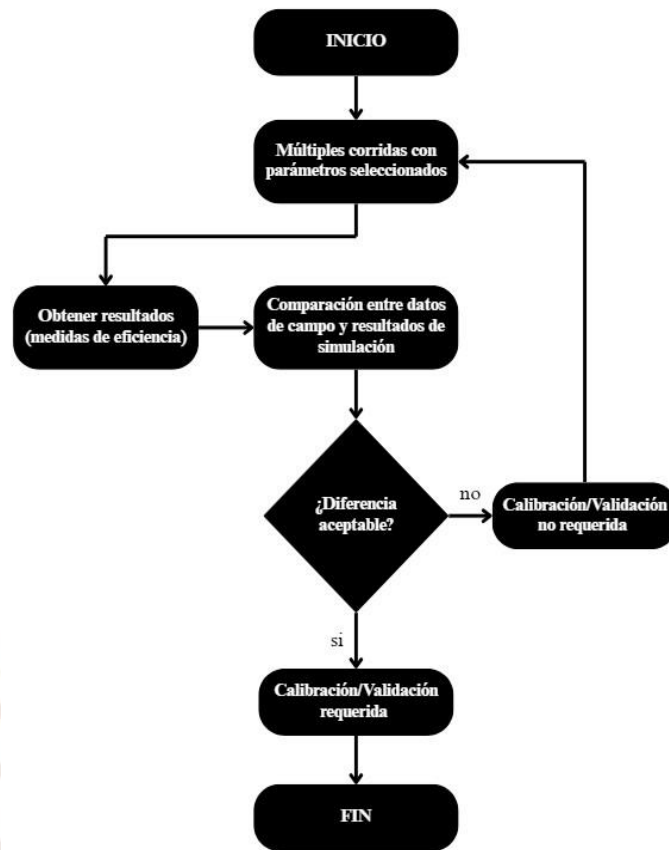 INICIO
Múltiples corridas con
parámetros seleccionados
Obtener resultados
(medidas de eficiencia)
Comparación entre datos
de campo y resultados de
simulación
¿Diferencia
aceptable?
no
Calibración/Validación
no requerida
si
Calibración/Validación
requerida
FIN